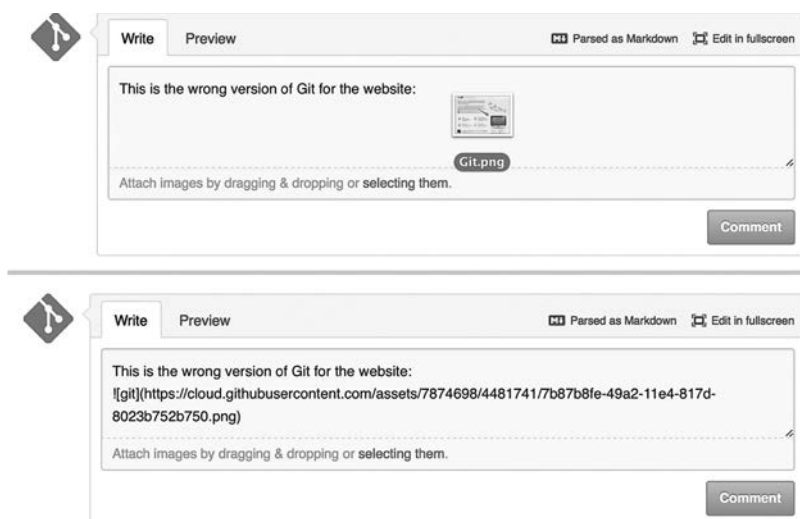 Write Preview Parsed as Markdown Edit in fullscreen
This is the wrong version of Git for the website:
Git.png
Attach images by dragging & dropping or selecting them.
Comment
Write Preview Parsed as Markdown Edit in fullscreen
This is the wrong version of Git for the website:
![git](https://cloud.githubusercontent.com/assets/7874698/4481741/7b87b8fe-49a2-11e4-817d-
8023b752b750.png)
Attach images by dragging & dropping or selecting them.
Comment